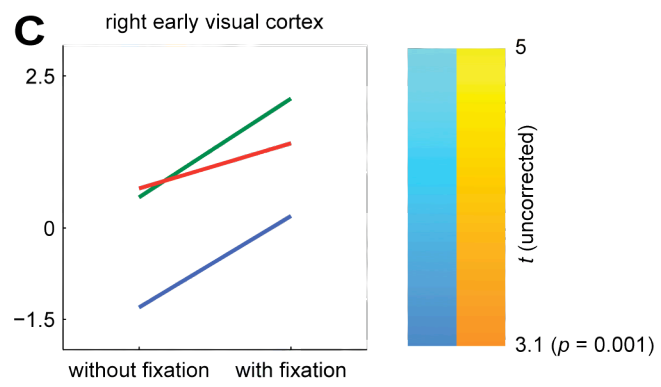 C
right early visual cortex
2.5
0
−1.5
without fixation
with fixation
5
t (uncorrected)
3.1 (p = 0.001)